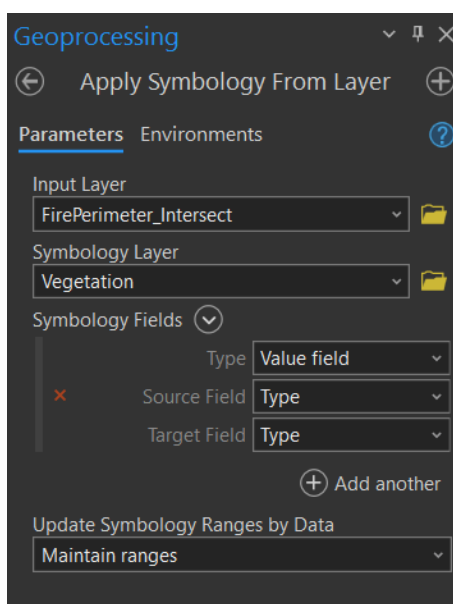 Geoprocessing
Apply Symbology From Layer
Parameters Environments
Input Layer
FirePerimeter_Intersect
Symbology Layer
Vegetation
Symbology Fields
Type Value field
Source Field Type
Target Field Type
Add another
Update Symbology Ranges by Data
Maintain ranges